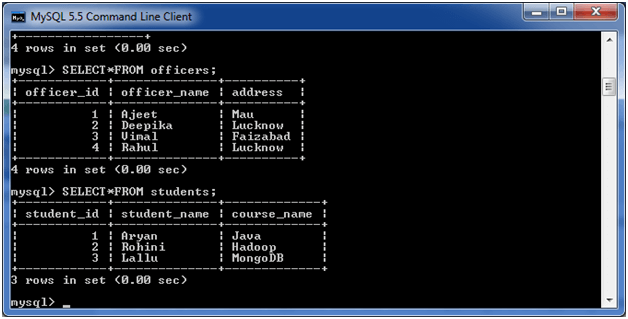 MySQL 5.5 Command Line Client
+------------------+
4 rows in set (0.00 sec)
mysql> SELECT*FROM officers;
+------------+--------------+-----------+
| officer_id | officer_name | address   |
+------------+--------------+-----------+
|          1 | Ajeet        | Mau       |
|          2 | Deepika      | Lucknow   |
|          3 | Vimal        | Faizabad  |
|          4 | Rahul        | Lucknow   |
+------------+--------------+-----------+
4 rows in set (0.00 sec)
mysql> SELECT*FROM students;
+------------+--------------+-------------+
| student_id | student_name | course_name |
+------------+--------------+-------------+
|          1 | Aryan        | Java        |
|          2 | Rohini       | Hadoop      |
|          3 | Lallu        | MongoDB     |
+------------+--------------+-------------+
3 rows in set (0.00 sec)
mysql> _